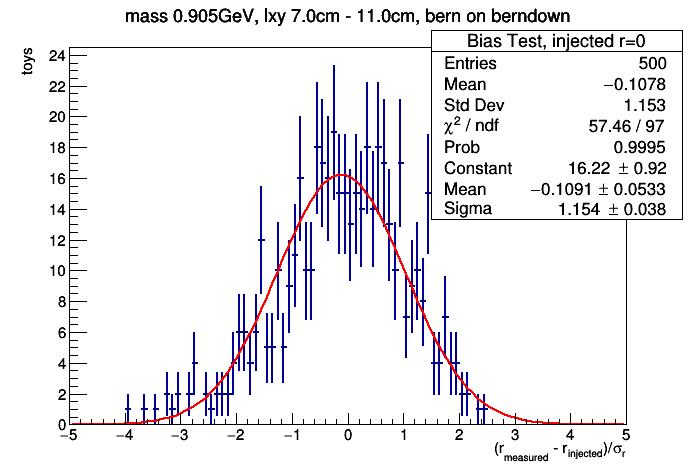 mass 0.905GeV, lxy 7.0cm - 11.0cm, bern on berndown
Bias Test, injected r=0
Entries 500
Mean −0.1078
Std Dev 1.153
χ² / ndf 57.46 / 97
Prob 0.9995
Constant 16.22 ± 0.92
Mean −0.1091 ± 0.0533
Sigma 1.154 ± 0.038
toys
24
22
20
18
16
14
12
10
8
6
4
2
0
−5 −4 −3 −2 −1 0 1 2 3 4 5
(r_measured - r_injected)/σ_r